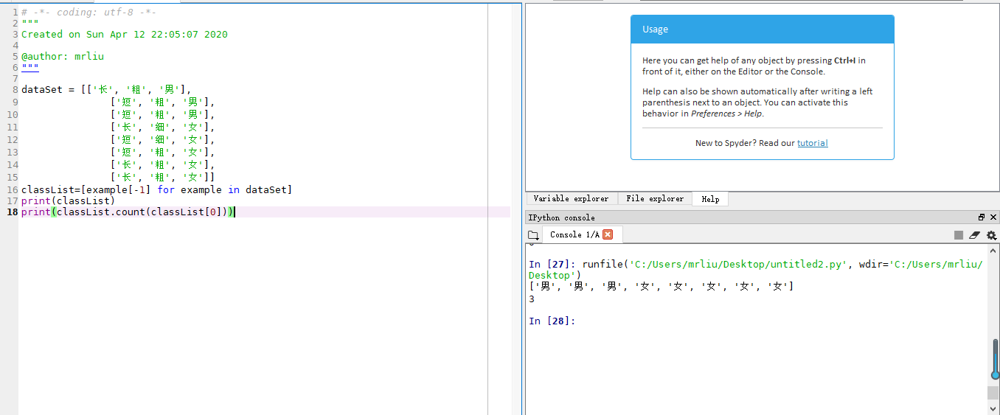 1 # -*- coding: utf-8 -*-
2 """
3 Created on Sun Apr 12 22:05:07 2020
4
5 @author: mrliu
6 """
7
8 dataSet = [['长', '粗', '男'],
9 ['短', '粗', '男'],
10 ['短', '粗', '男'],
11 ['长', '细', '女'],
12 ['短', '细', '女'],
13 ['短', '粗', '女'],
14 ['长', '粗', '女'],
15 ['长', '粗', '女']]
16 classList=[example[-1] for example in dataSet]
17 print(classList)
18 print(classList.count(classList[0]))
Usage
Here you can get help of any object by pressing Ctrl+I in
front of it, either on the Editor or the Console.
Help can also be shown automatically after writing a left
parenthesis next to an object. You can activate this
behavior in Preferences > Help.
New to Spyder? Read our tutorial
Variable explorer File explorer Help
IPython console
Console 1/A
In [27]: runfile('C:/Users/mrliu/Desktop/untitled2.py', wdir='C:/Users/mrliu/
Desktop')
['男', '男', '男', '女', '女', '女', '女', '女']
3
In [28]: